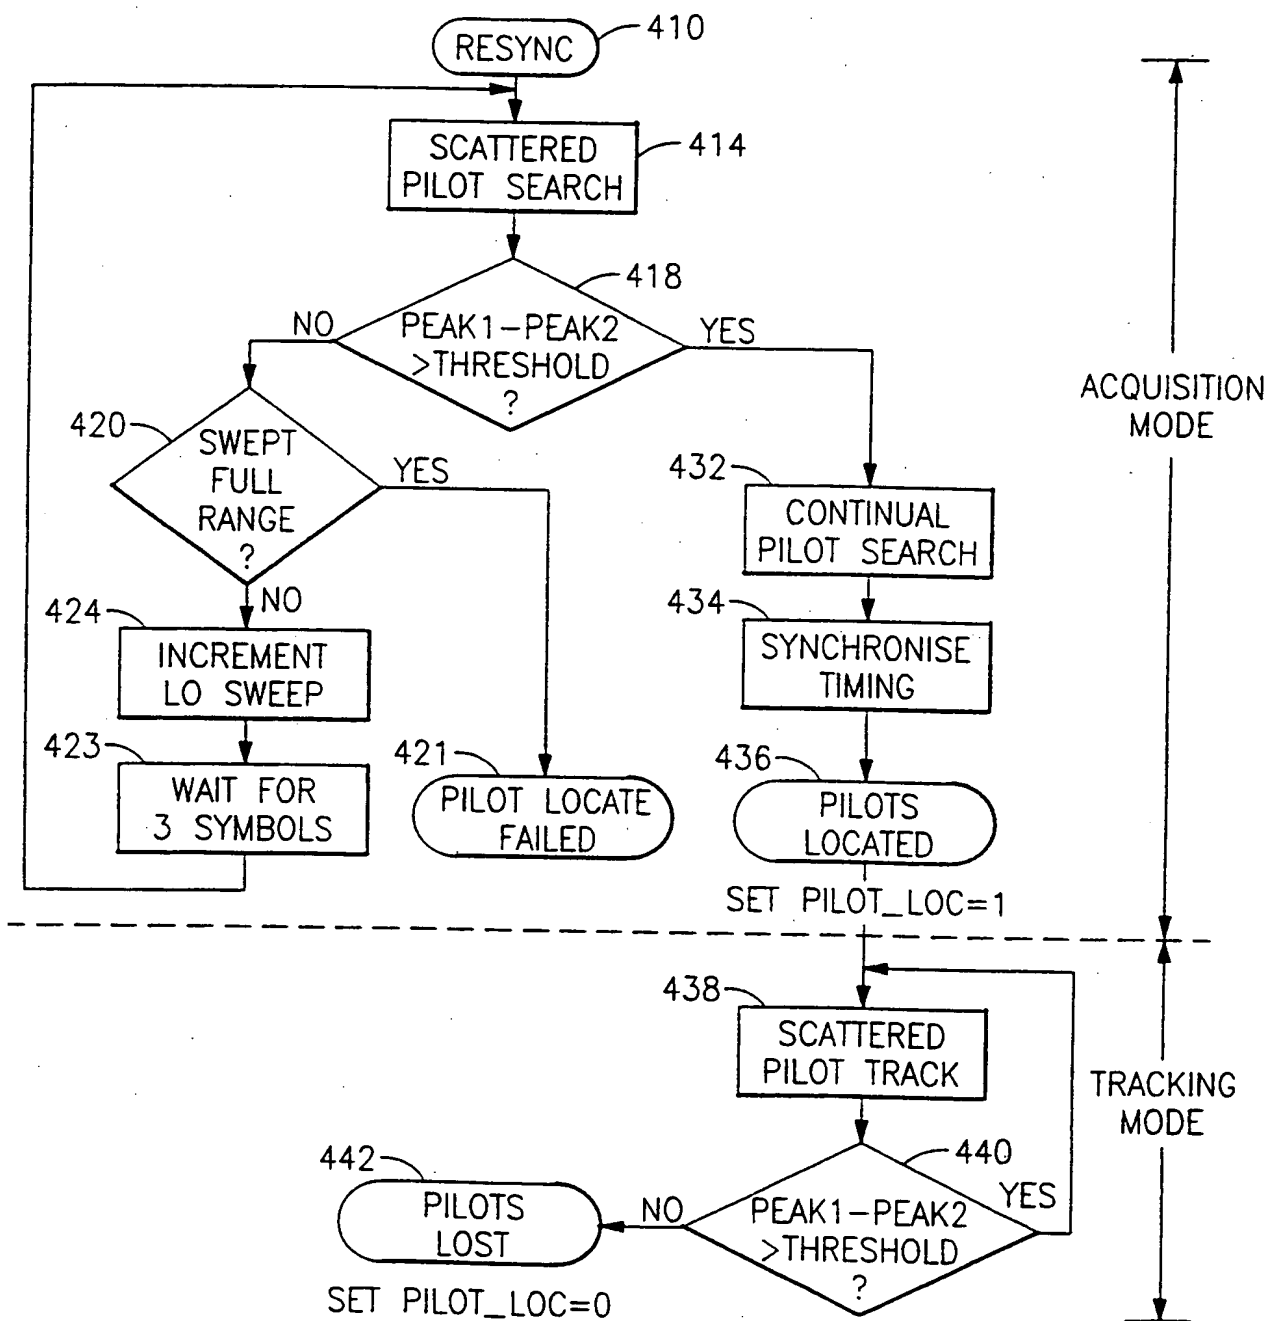 RESYNC
410
SCATTERED
PILOT SEARCH
414
418
PEAK1-PEAK2
>THRESHOLD
?
NO
YES
ACQUISITION
MODE
420
SWEPT
FULL
RANGE
?
YES
NO
432
CONTINUAL
PILOT SEARCH
424
INCREMENT
LO SWEEP
434
SYNCHRONISE
TIMING
423
WAIT FOR
3 SYMBOLS
421
PILOT LOCATE
FAILED
436
PILOTS
LOCATED
SET PILOT_LOC=1
438
SCATTERED
PILOT TRACK
TRACKING
MODE
440
PEAK1-PEAK2
>THRESHOLD
?
YES
NO
442
PILOTS
LOST
SET PILOT_LOC=0